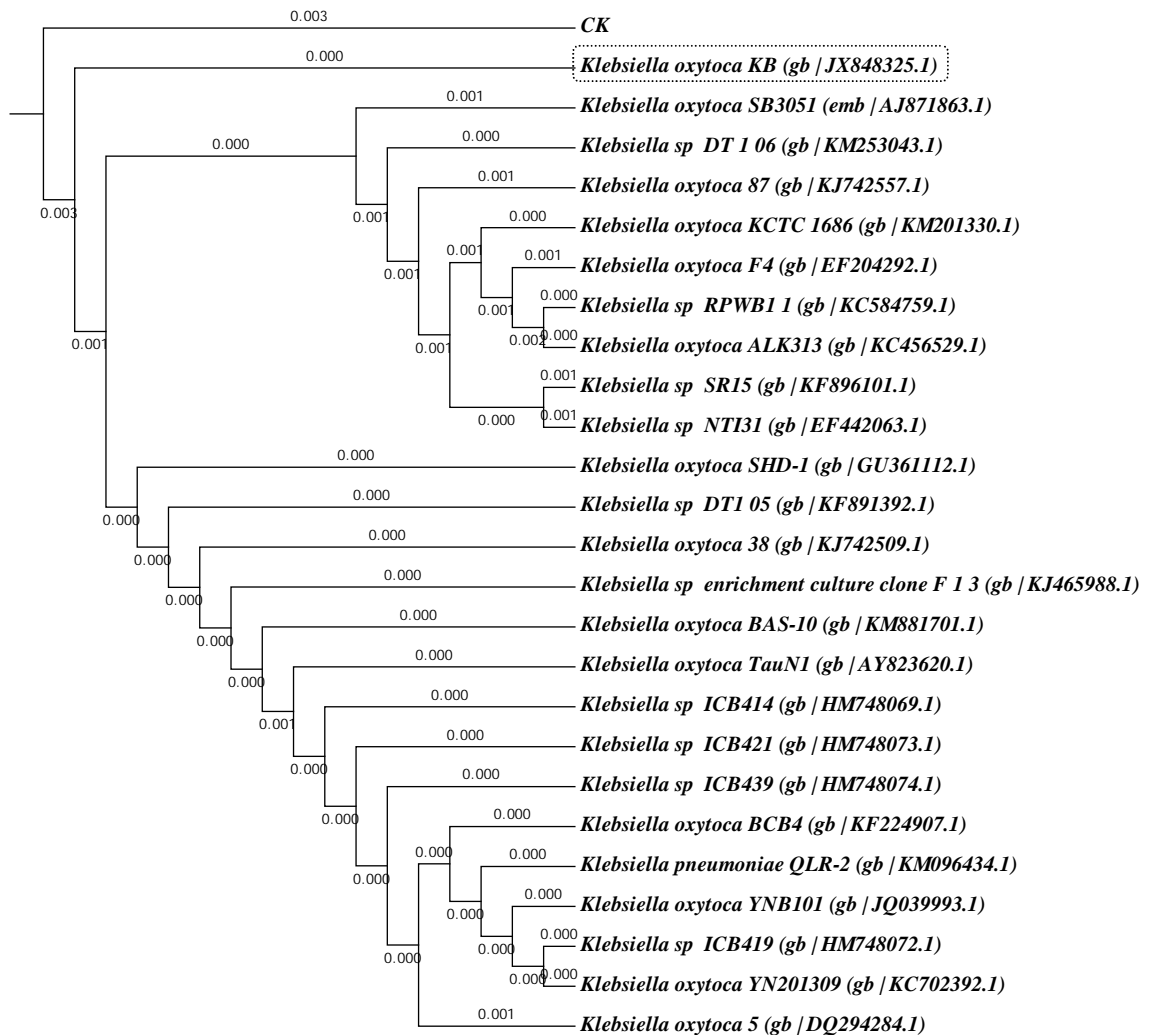 0.003
CK
0.000
Klebsiella oxytoca KB (gb | JX848325.1)
0.001
Klebsiella oxytoca SB3051 (emb | AJ871863.1)
0.000
0.000
Klebsiella sp DT 1 06 (gb | KM253043.1)
0.001
Klebsiella oxytoca 87 (gb | KJ742557.1)
0.003
0.001
0.000
Klebsiella oxytoca KCTC 1686 (gb | KM201330.1)
0.001
0.001
Klebsiella oxytoca F4 (gb | EF204292.1)
0.001
0.000
Klebsiella sp RPWB1 1 (gb | KC584759.1)
0.001
0.001
0.001
0.002
0.000
Klebsiella oxytoca ALK313 (gb | KC456529.1)
0.001
Klebsiella sp SR15 (gb | KF896101.1)
0.000
0.001
Klebsiella sp NTI31 (gb | EF442063.1)
0.000
Klebsiella oxytoca SHD-1 (gb | GU361112.1)
0.000
0.000
Klebsiella sp DT1 05 (gb | KF891392.1)
0.000
0.000
Klebsiella oxytoca 38 (gb | KJ742509.1)
0.000
0.000
Klebsiella sp enrichment culture clone F 1 3 (gb | KJ465988.1)
0.000
0.000
Klebsiella oxytoca BAS-10 (gb | KM881701.1)
0.000
0.000
Klebsiella oxytoca TauN1 (gb | AY823620.1)
0.001
0.000
Klebsiella sp ICB414 (gb | HM748069.1)
0.000
0.000
Klebsiella sp ICB421 (gb | HM748073.1)
0.000
Klebsiella sp ICB439 (gb | HM748074.1)
0.000
0.000
Klebsiella oxytoca BCB4 (gb | KF224907.1)
0.000
0.000
0.000
Klebsiella pneumoniae QLR-2 (gb | KM096434.1)
0.000
0.000
Klebsiella oxytoca YNB101 (gb | JQ039993.1)
0.000
0.000
Klebsiella sp ICB419 (gb | HM748072.1)
0.000
0.000
0.000
Klebsiella oxytoca YN201309 (gb | KC702392.1)
0.001
Klebsiella oxytoca 5 (gb | DQ294284.1)